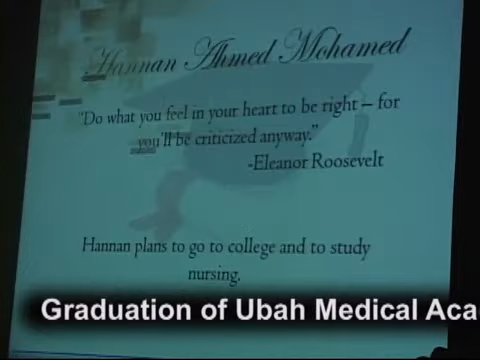 Hannan Ahmed Mohamed
"Do what you feel in your heart to be right – for
you'll be criticized anyway."
-Eleanor Roosevelt
Hannan plans to go to college and to study
nursing.
Graduation of Ubah Medical Aca